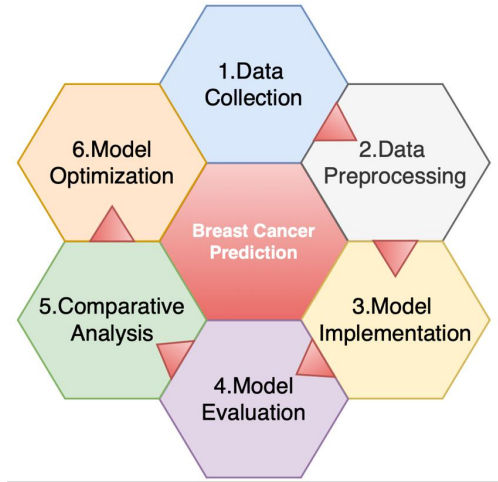 1.Data
Collection
2.Data
Preprocessing
3.Model
Implementation
4.Model
Evaluation
5.Comparative
Analysis
6.Model
Optimization
Breast Cancer
Prediction